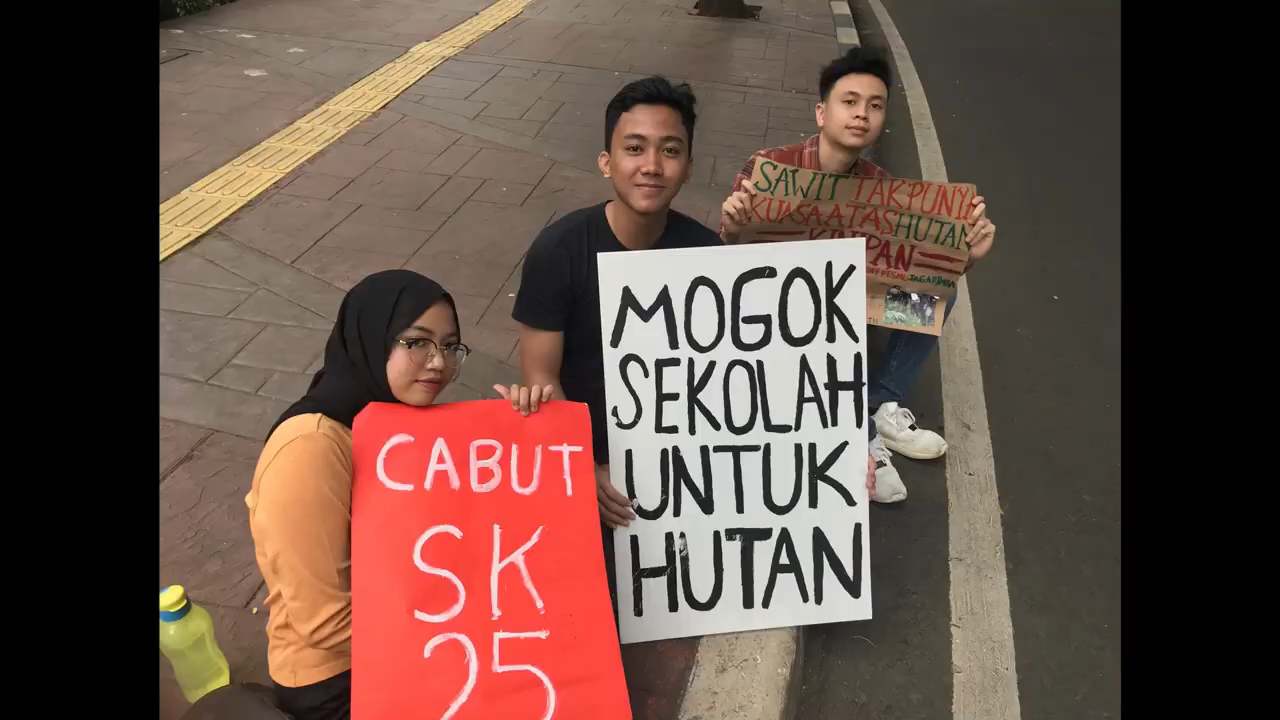 CABUT
SK
25
MOGOK
SEKOLAH
UNTUK
HUTAN
SAWIT TAK PUNYA
KUASA ATAS HUTAN